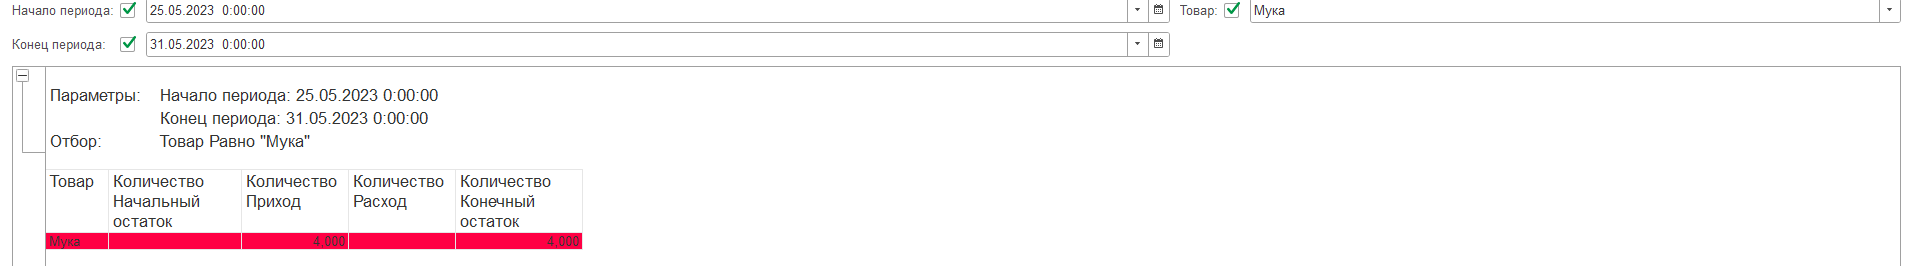 Начало периода: 25.05.2023 0:00:00 Товар: Мука
Конец периода: 31.05.2023 0:00:00
Параметры: Начало периода: 25.05.2023 0:00:00
Конец периода: 31.05.2023 0:00:00
Отбор: Товар Равно "Мука"
Товар Количество Количество Количество Количество
Начальный Приход Расход Конечный
остаток остаток
Мука 4,000 4,000